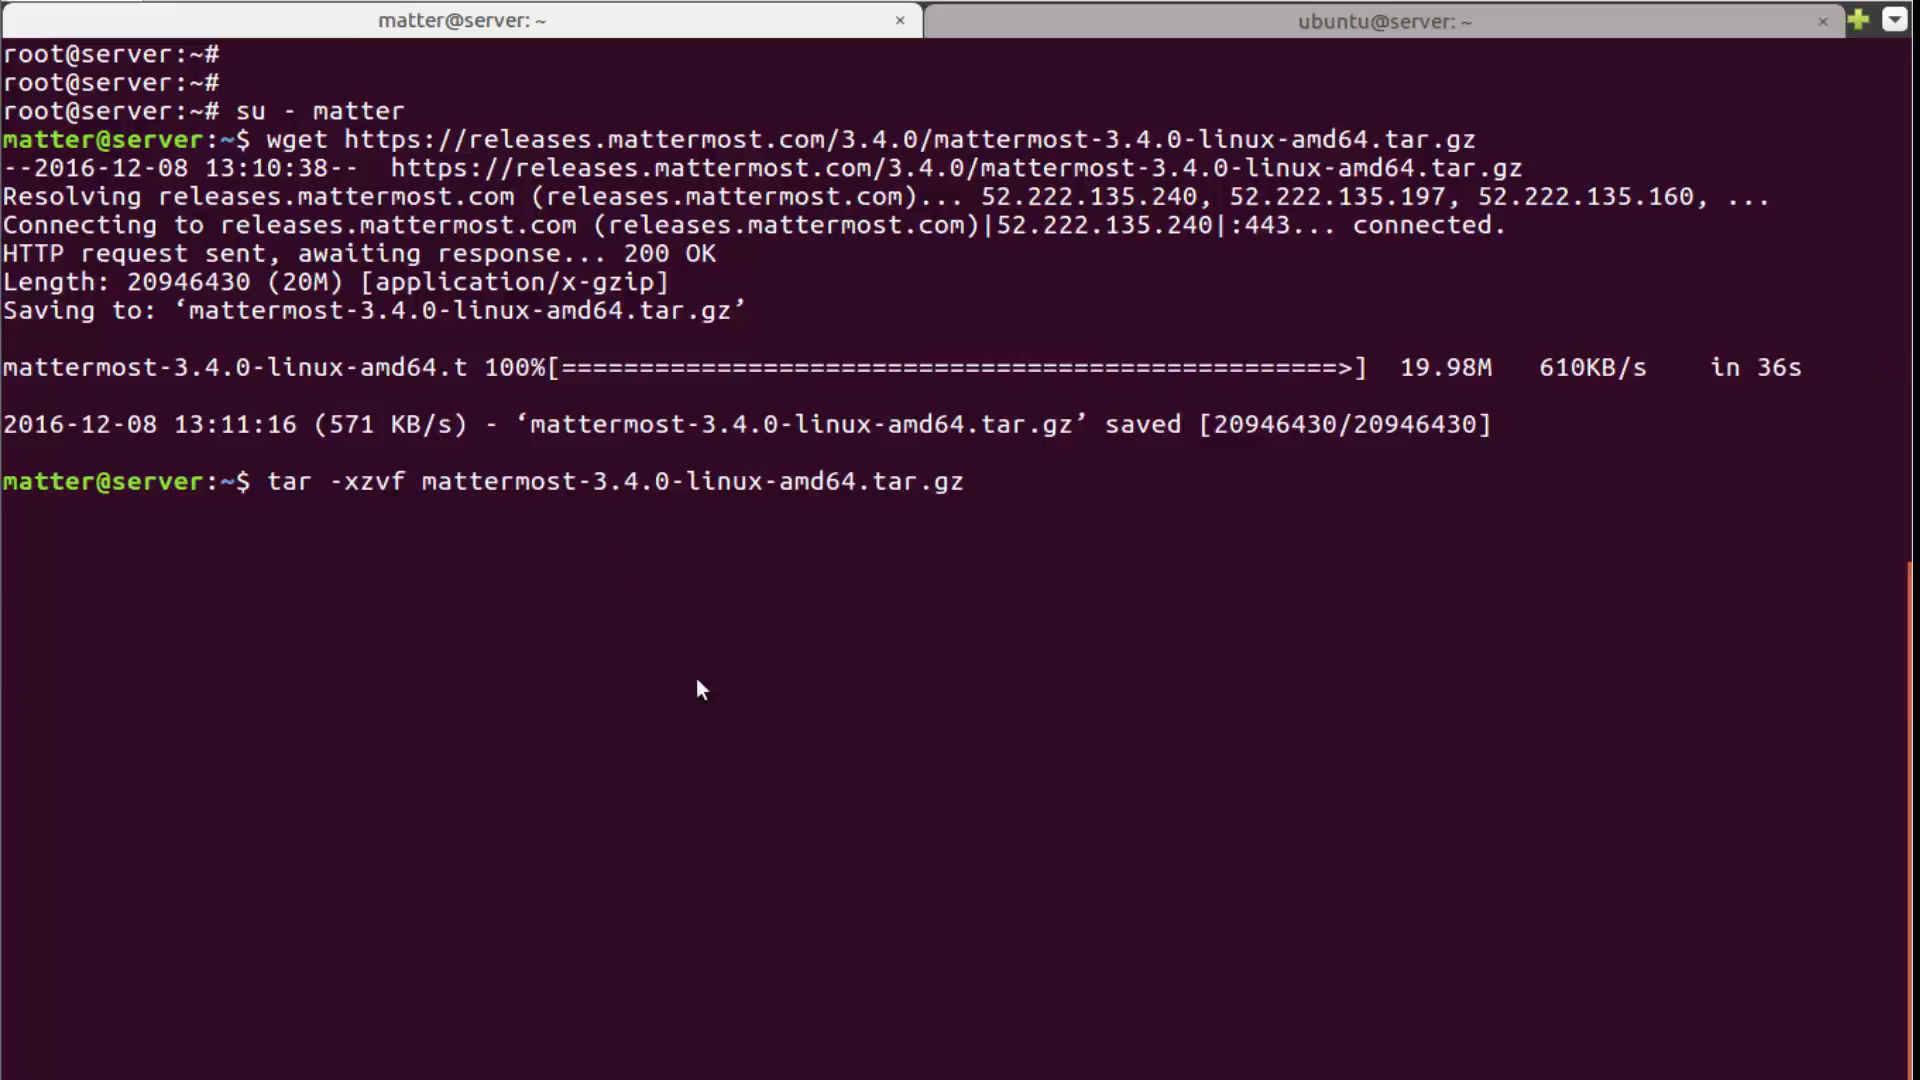 matter@server: ~ ×
ubuntu@server: ~ ×
root@server:~#
root@server:~#
root@server:~# su - matter
matter@server:~$ wget https://releases.mattermost.com/3.4.0/mattermost-3.4.0-linux-amd64.tar.gz
--2016-12-08 13:10:38--  https://releases.mattermost.com/3.4.0/mattermost-3.4.0-linux-amd64.tar.gz
Resolving releases.mattermost.com (releases.mattermost.com)... 52.222.135.240, 52.222.135.197, 52.222.135.160, ...
Connecting to releases.mattermost.com (releases.mattermost.com)|52.222.135.240|:443... connected.
HTTP request sent, awaiting response... 200 OK
Length: 20946430 (20M) [application/x-gzip]
Saving to: ‘mattermost-3.4.0-linux-amd64.tar.gz’
mattermost-3.4.0-linux-amd64.t 100%[==================================================>]  19.98M   610KB/s    in 36s
2016-12-08 13:11:16 (571 KB/s) - ‘mattermost-3.4.0-linux-amd64.tar.gz’ saved [20946430/20946430]
matter@server:~$ tar -xzvf mattermost-3.4.0-linux-amd64.tar.gz